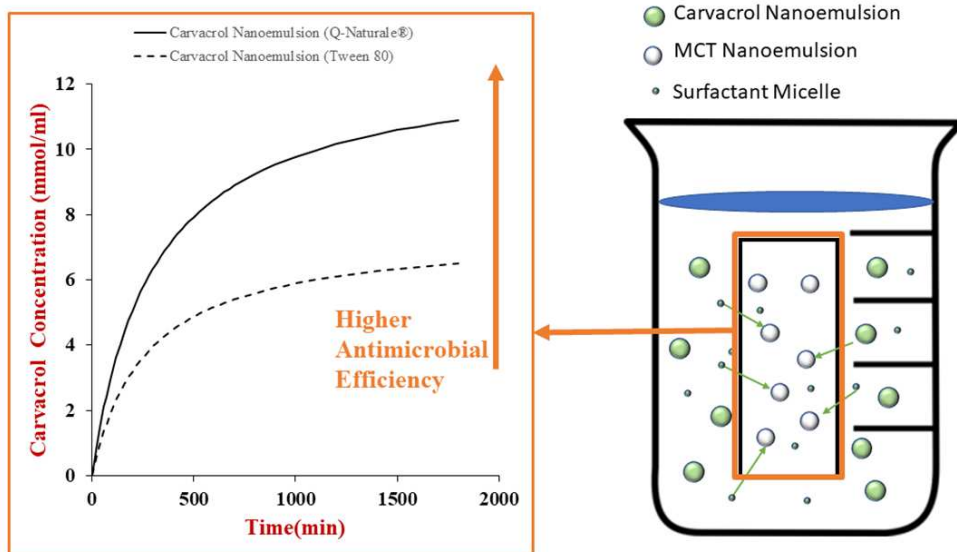 Carvacrol Nanoemulsion (Q-Naturale®)
Carvacrol Nanoemulsion (Tween 80)
12
10
8
6
4
2
0
Carvacrol Concentration (mmol/ml)
0 500 1000 1500 2000
Time(min)
Higher
Antimicrobial
Efficiency
Carvacrol Nanoemulsion
MCT Nanoemulsion
Surfactant Micelle